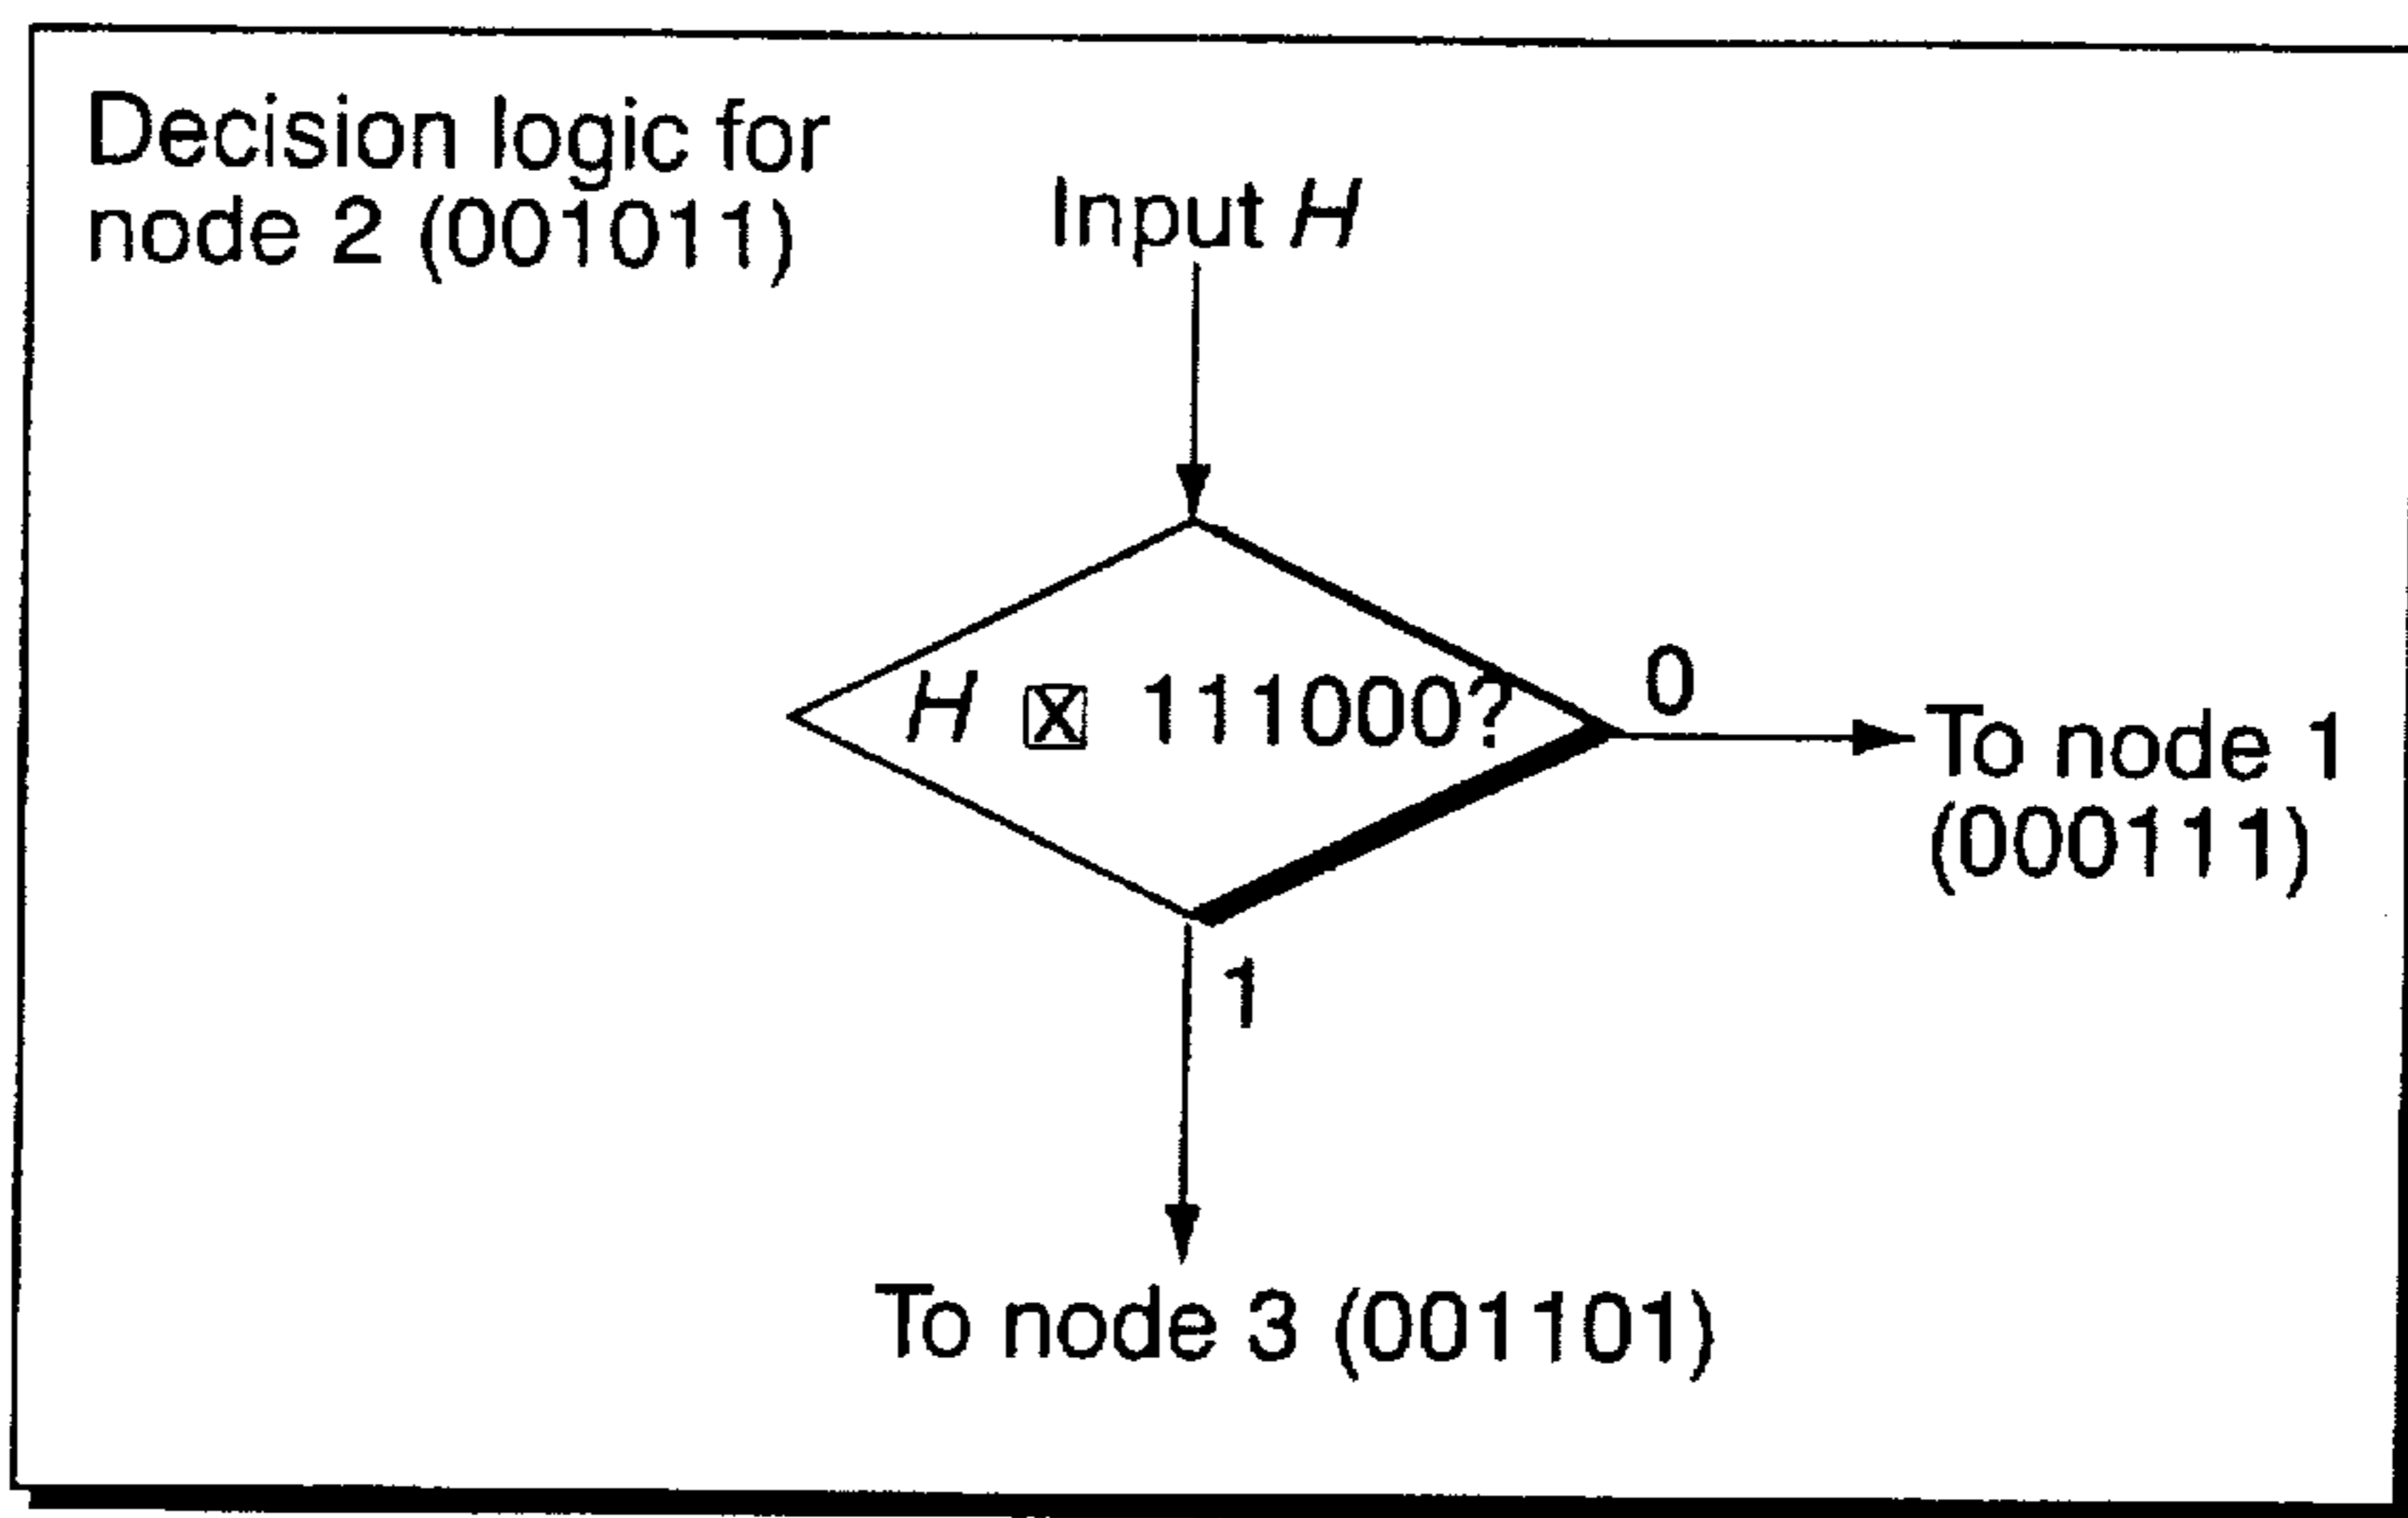 Decision logic for
node 2 (001011)
Input H
H ☒ 111000?
0
To node 1
(000111)
1
To node 3 (001101)